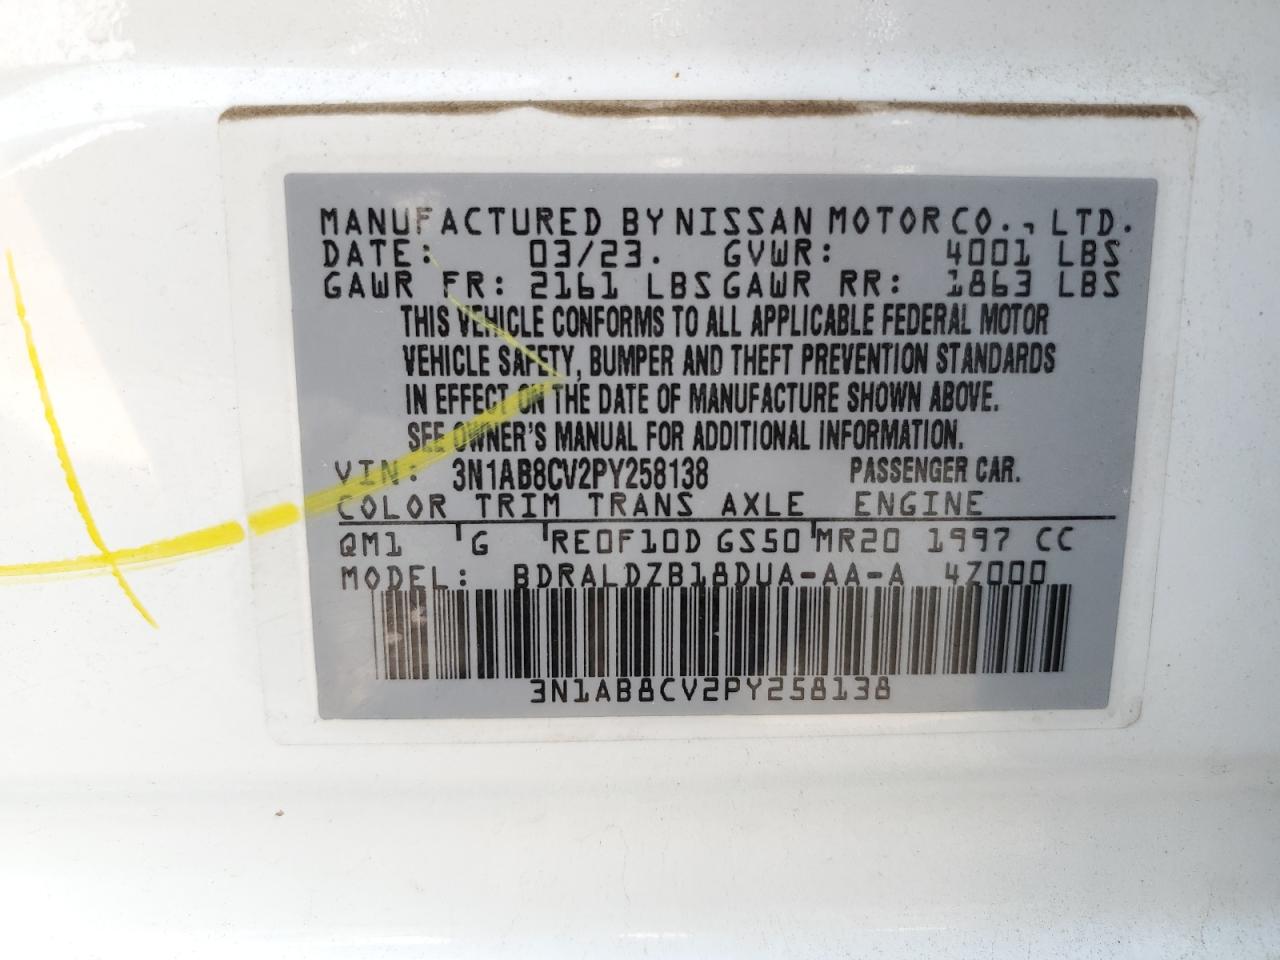 MANUFACTURED BY NISSAN MOTOR CO., LTD.
DATE: 03/23. GVWR: 4001 LBS
GAWR FR: 2161 LBS GAWR RR: 1863 LBS
THIS VEHICLE CONFORMS TO ALL APPLICABLE FEDERAL MOTOR
VEHICLE SAFETY, BUMPER AND THEFT PREVENTION STANDARDS
IN EFFECT ON THE DATE OF MANUFACTURE SHOWN ABOVE.
SEE OWNER'S MANUAL FOR ADDITIONAL INFORMATION.
VIN: 3N1AB8CV2PY258138 PASSENGER CAR.
COLOR TRIM TRANS AXLE ENGINE
QM1 G RE0F10D GS50 MR20 1997 CC
MODEL: BDRALDZB18DUA-AA-A 4Z000
3N1AB8CV2PY258138